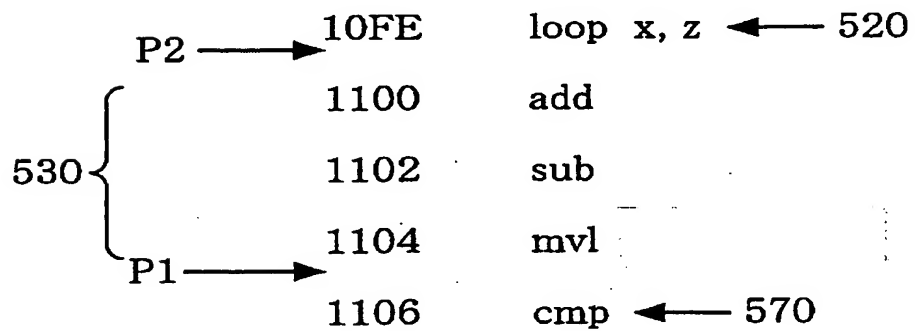 10FE loop x, z 520
P2
1100 add
530 1102 sub
1104 mvl
P1
1106 cmp 570